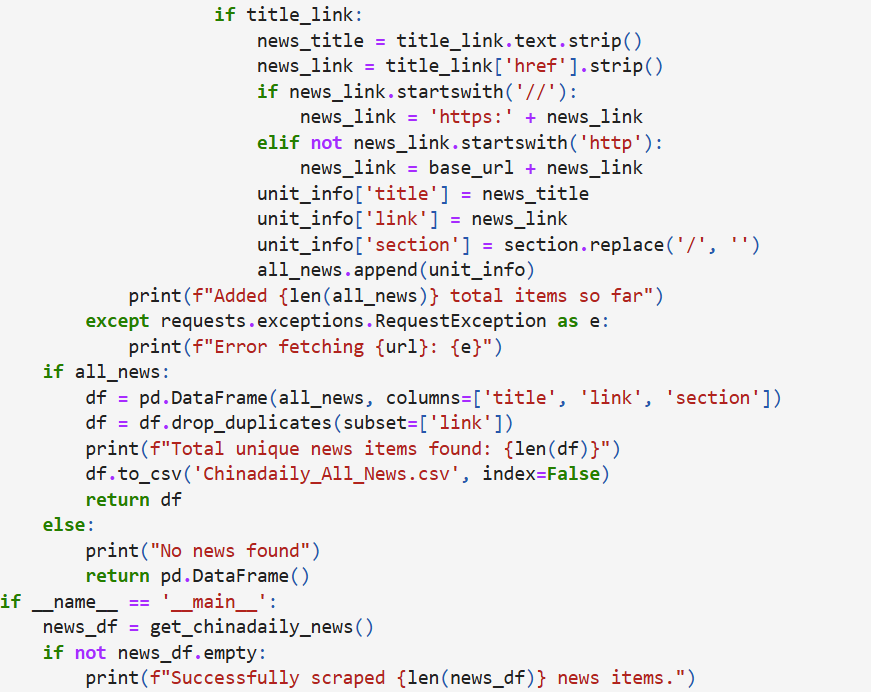 if title_link:
                        news_title = title_link.text.strip()
                        news_link = title_link['href'].strip()
                        if news_link.startswith('//'):
                            news_link = 'https:' + news_link
                        elif not news_link.startswith('http'):
                            news_link = base_url + news_link
                        unit_info['title'] = news_title
                        unit_info['link'] = news_link
                        unit_info['section'] = section.replace('/', '')
                        all_news.append(unit_info)
            print(f"Added {len(all_news)} total items so far")
        except requests.exceptions.RequestException as e:
            print(f"Error fetching {url}: {e}")
    if all_news:
        df = pd.DataFrame(all_news, columns=['title', 'link', 'section'])
        df = df.drop_duplicates(subset=['link'])
        print(f"Total unique news items found: {len(df)}")
        df.to_csv('Chinadaily_All_News.csv', index=False)
        return df
    else:
        print("No news found")
        return pd.DataFrame()
if __name__ == '__main__':
    news_df = get_chinadaily_news()
    if not news_df.empty:
        print(f"Successfully scraped {len(news_df)} news items.")